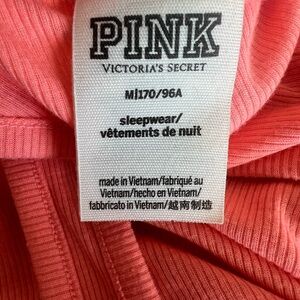 PINK
VICTORIA'S SECRET
M|170/96A
sleepwear/
vêtements de nuit
made in Vietnam/fabriqué au
Vietnam/hecho en Vietnam/
fabbricato in Vietnam/越南制造